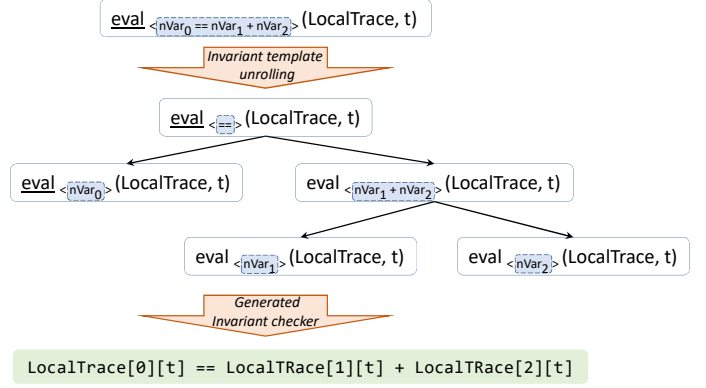 eval <nVar0 == nVar1 + nVar2> (LocalTrace, t)
Invariant template
unrolling
eval <==> (LocalTrace, t)
eval <nVar0> (LocalTrace, t)
eval <nVar1 + nVar2> (LocalTrace, t)
eval <nVar1> (LocalTrace, t)
eval <nVar2> (LocalTrace, t)
Generated
Invariant checker
LocalTrace[0][t] == LocalTRace[1][t] + LocalTRace[2][t]